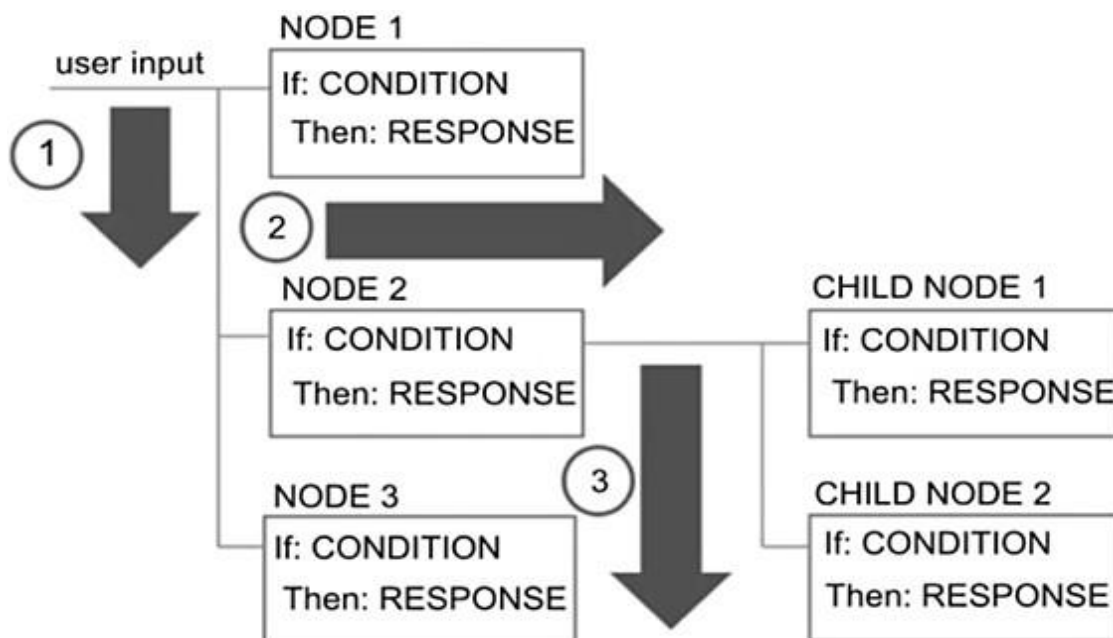 NODE 1
user input
If: CONDITION
Then: RESPONSE
1
2
NODE 2
If: CONDITION
Then: RESPONSE
CHILD NODE 1
If: CONDITION
Then: RESPONSE
3
NODE 3
If: CONDITION
Then: RESPONSE
CHILD NODE 2
If: CONDITION
Then: RESPONSE